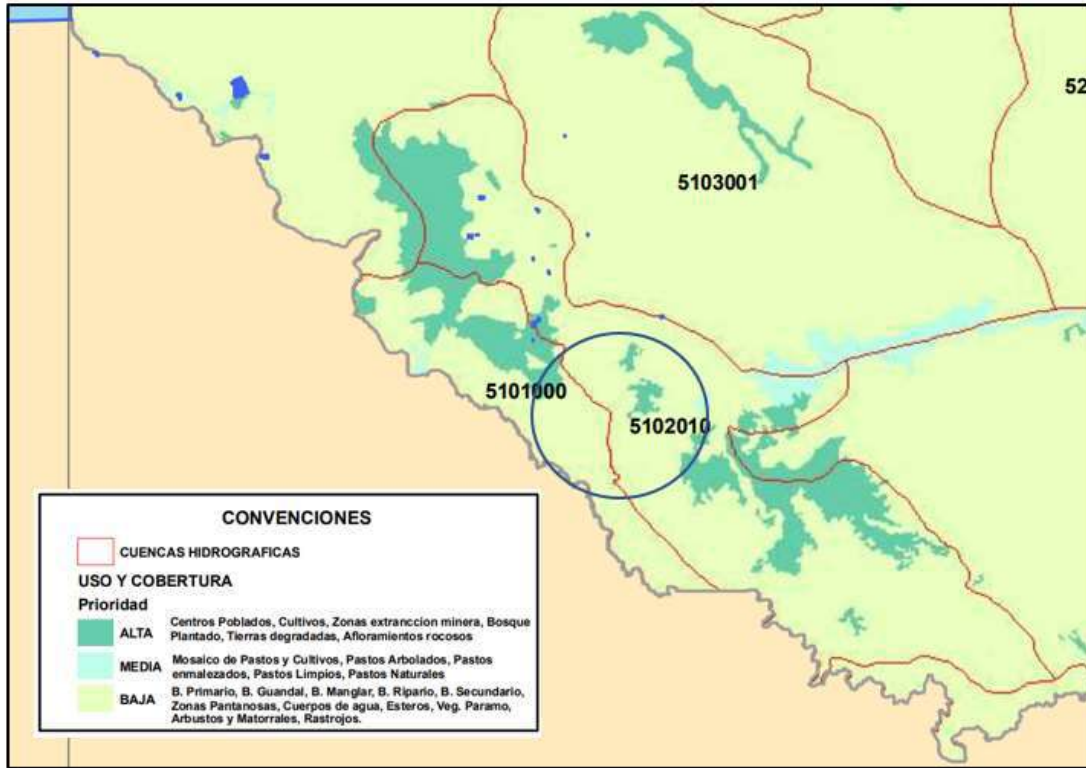 52
5103001
5101000
5102010
CONVENCIONES
CUENCAS HIDROGRAFICAS
USO Y COBERTURA
Prioridad
ALTA
Centros Poblados, Cultivos, Zonas extranccion minera, Bosque
Plantado, Tierras degradadas, Afloramientos rocosos
MEDIA
Mosaico de Pastos y Cultivos, Pastos Arbolados, Pastos
enmalezados, Pastos Limpios, Pastos Naturales
BAJA
B. Primario, B. Guandal, B. Manglar, B. Ripario, B. Secundario,
Zonas Pantanosas, Cuerpos de agua, Esteros, Veg. Paramo,
Arbustos y Matorrales, Rastrojos.